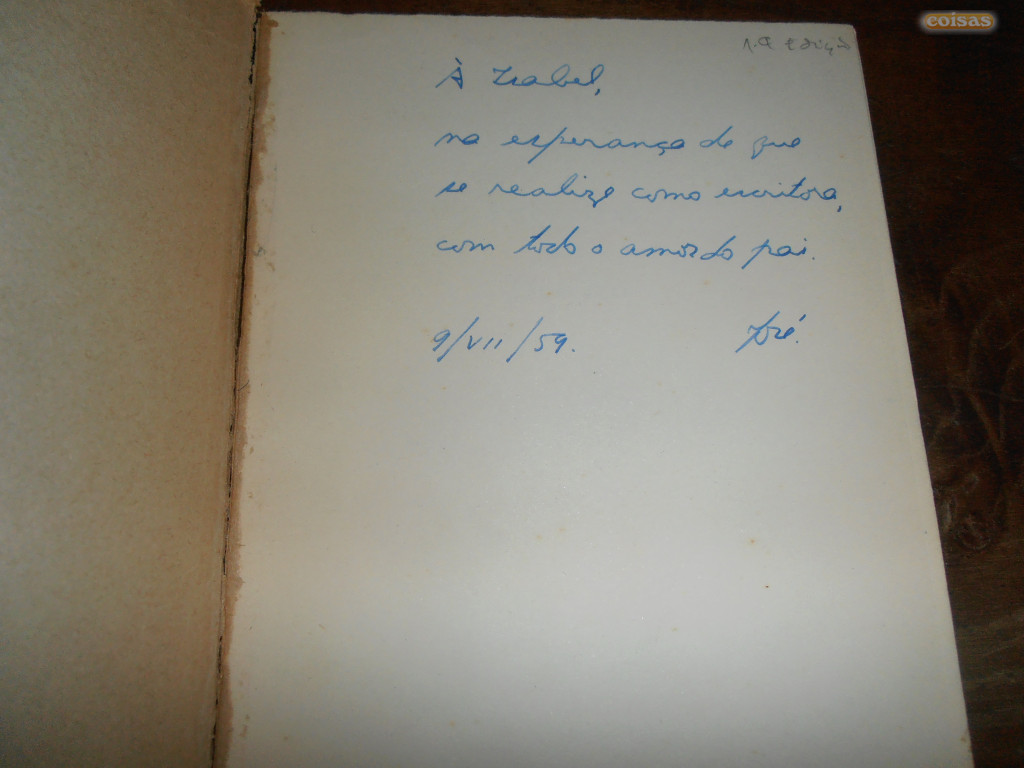 coisas
1.ª edição
À Isabel,
na esperança de que
se realize como escritora,
com todo o amor do pai.
9/VII/59. José.